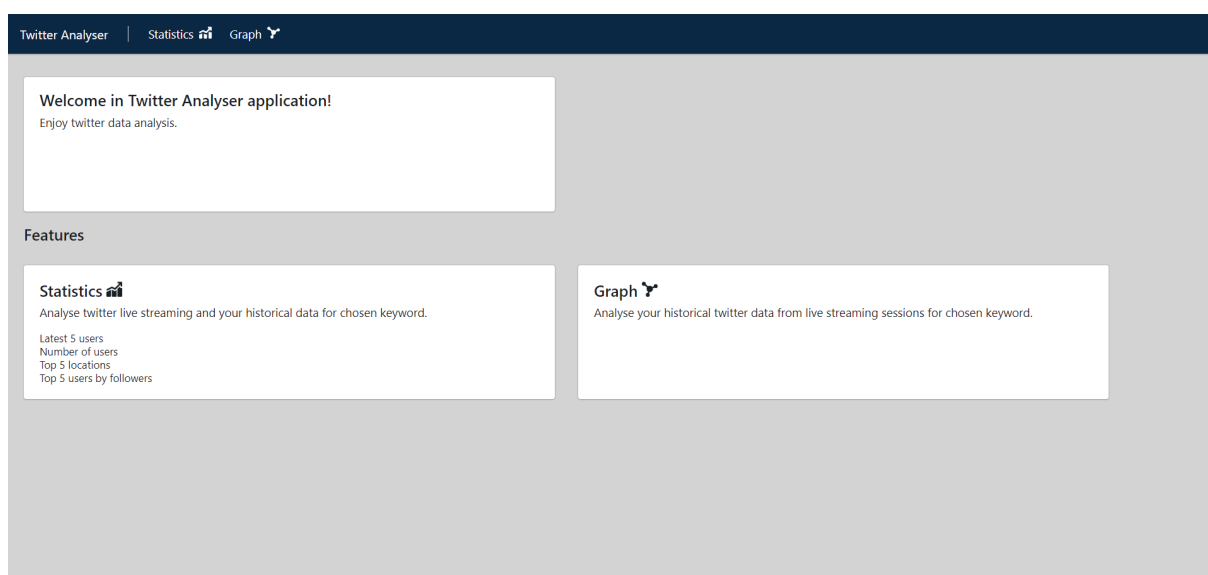 Twitter Analyser Statistics Graph
Welcome in Twitter Analyser application!
Enjoy twitter data analysis.
Features
Statistics
Analyse twitter live streaming and your historical data for chosen keyword.
Latest 5 users
Number of users
Top 5 locations
Top 5 users by followers
Graph
Analyse your historical twitter data from live streaming sessions for chosen keyword.